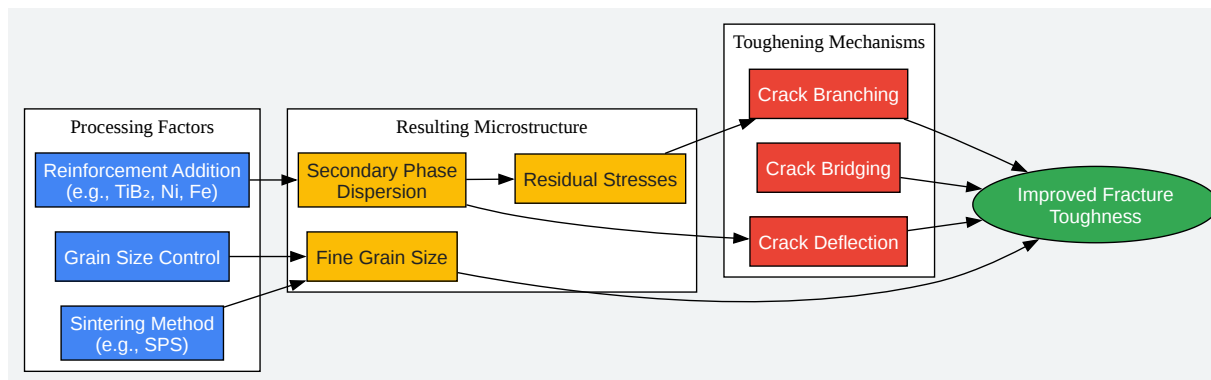 Processing Factors
Reinforcement Addition
(e.g., TiB₂, Ni, Fe)
Grain Size Control
Sintering Method
(e.g., SPS)
Resulting Microstructure
Secondary Phase
Dispersion
Residual Stresses
Fine Grain Size
Toughening Mechanisms
Crack Branching
Crack Bridging
Crack Deflection
Improved Fracture
Toughness